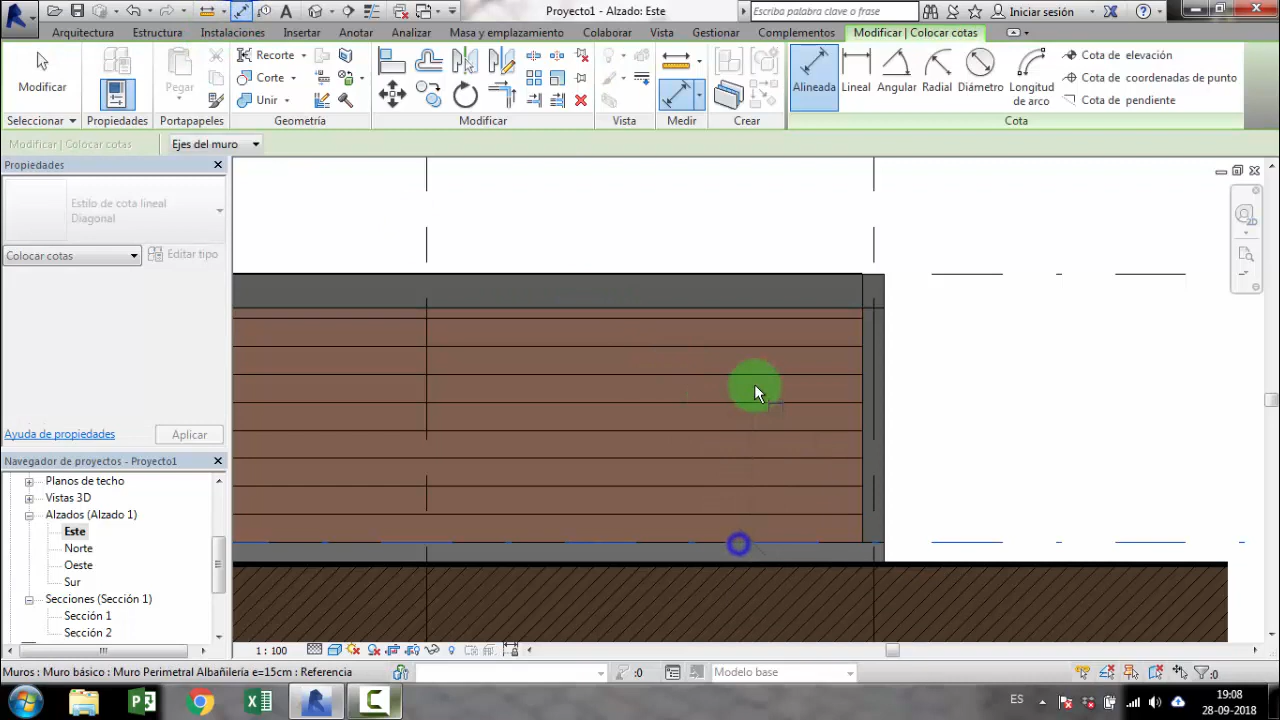 Proyecto1 - Alzado: Este
Escriba palabra clave o frase
Iniciar sesión
Arquitectura
Estructura
Instalaciones
Insertar
Anotar
Analizar
Masa y emplazamiento
Colaborar
Vista
Gestionar
Complementos
Modificar | Colocar cotas
Modificar
Propiedades
Pegar
Recorte
Corte
Unir
Alineada
Lineal
Angular
Radial
Diámetro
Longitud
de arco
Cota de elevación
Cota de coordenadas de punto
Cota de pendiente
Seleccionar
Propiedades
Portapapeles
Geometría
Modificar
Vista
Medir
Crear
Cota
Modificar | Colocar cotas
Ejes del muro
Propiedades
Estilo de cota lineal
Diagonal
Colocar cotas
Editar tipo
Ayuda de propiedades
Aplicar
Navegador de proyectos - Proyecto1
Planos de techo
Vistas 3D
Alzados (Alzado 1)
Este
Norte
Oeste
Sur
Secciones (Sección 1)
Sección 1
Sección 2
2D
1 : 100
Muros : Muro básico : Muro Perimetral Albañilería e=15cm : Referencia
:0
Modelo base
:0
ES
19:08
28-09-2018